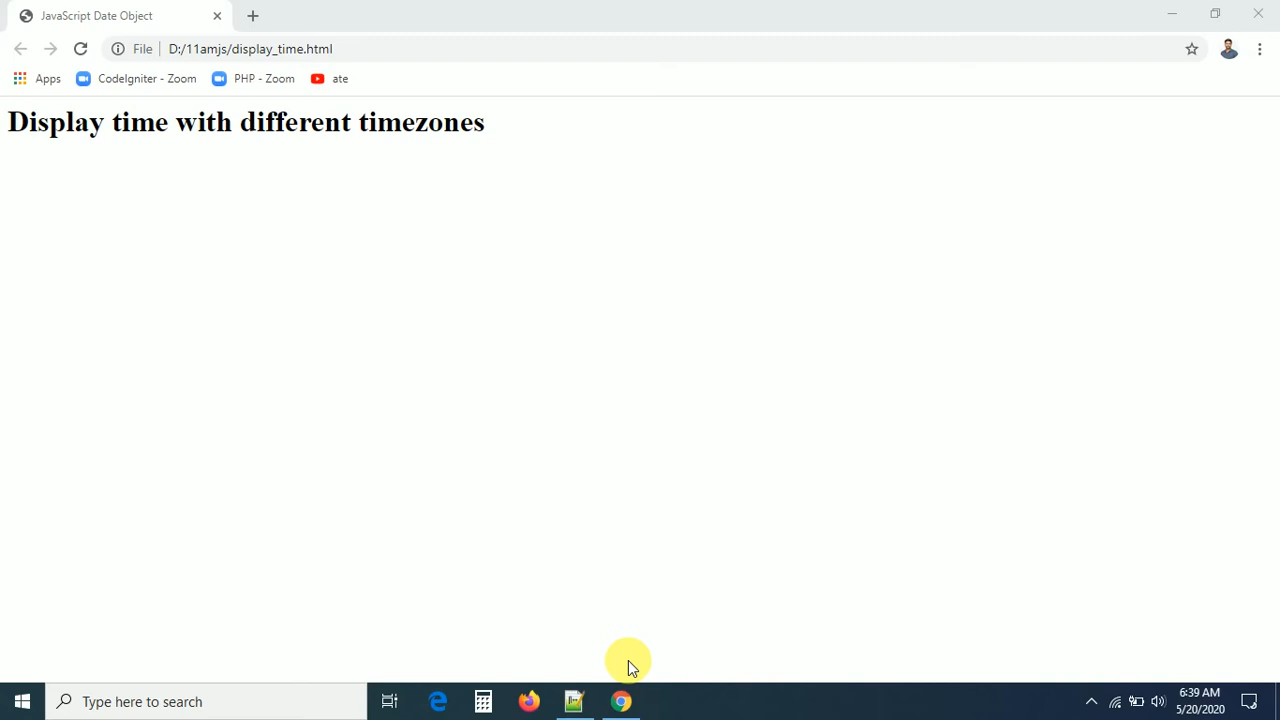 JavaScript Date Object
File D:/11amjs/display_time.html
Apps CodeIgniter - Zoom PHP - Zoom ate
Display time with different timezones
Type here to search
6:39 AM
5/20/2020